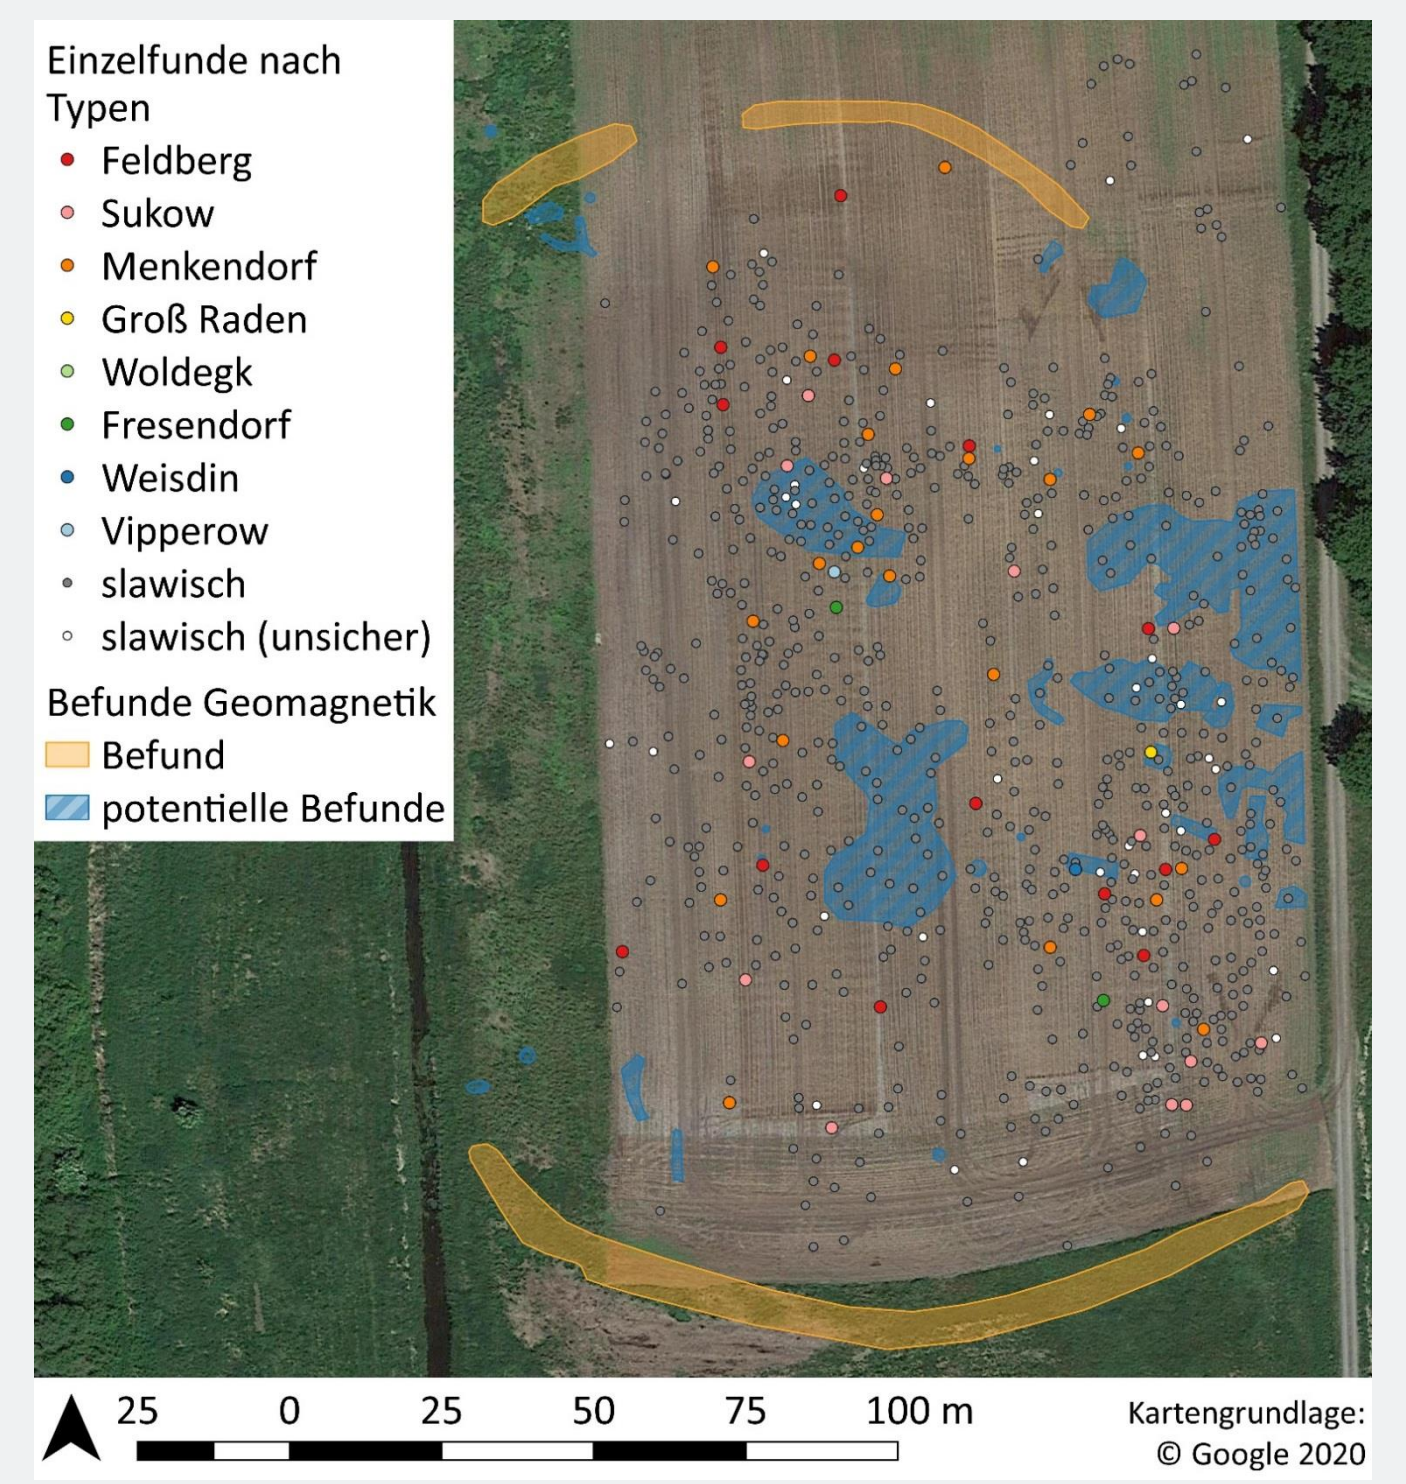 Einzelfunde nach
Typen
Feldberg
Sukow
Menkendorf
Groß Raden
Woldegk
Fresendorf
Weisdin
Vipperow
slawisch
slawisch (unsicher)
Befunde Geomagnetik
Befund
potentielle Befunde
25 0 25 50 75 100 m
Kartengrundlage:
© Google 2020